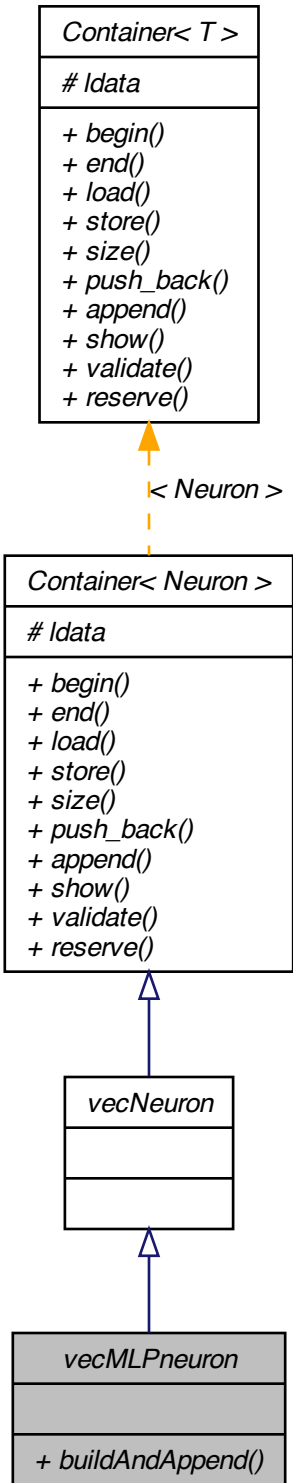 Container< T >
# ldata
+ begin()
+ end()
+ load()
+ store()
+ size()
+ push_back()
+ append()
+ show()
+ validate()
+ reserve()
< Neuron >
Container< Neuron >
# ldata
+ begin()
+ end()
+ load()
+ store()
+ size()
+ push_back()
+ append()
+ show()
+ validate()
+ reserve()
vecNeuron
vecMLPneuron
+ buildAndAppend()